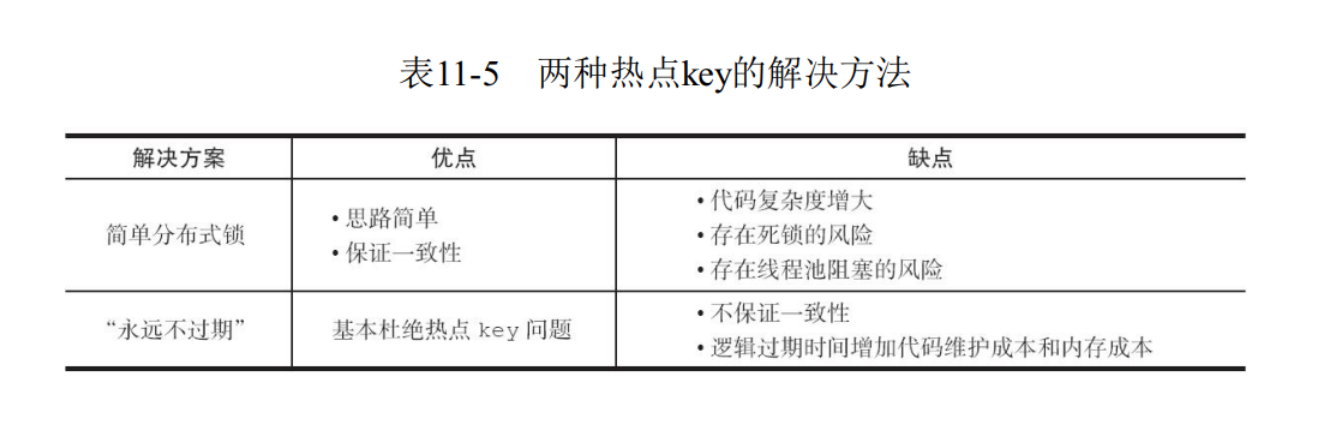 表11-5 两种热点key的解决方法
解决方案 优点 缺点
简单分布式锁
• 思路简单
• 保证一致性
• 代码复杂度增大
• 存在死锁的风险
• 存在线程池阻塞的风险
“永远不过期”
基本杜绝热点 key 问题
• 不保证一致性
• 逻辑过期时间增加代码维护成本和内存成本